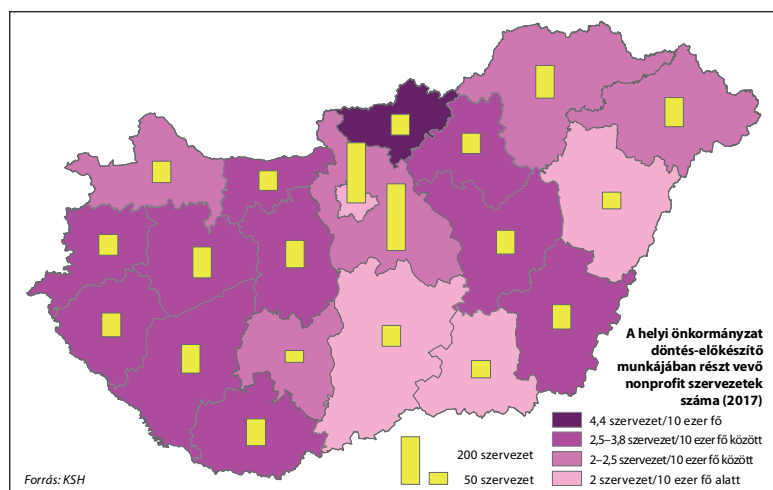 A helyi önkormányzat
döntés-előkészítő
munkájában részt vevő
nonprofit szervezetek
száma (2017)
4,4 szervezet/10 ezer fő
2,5–3,8 szervezet/10 ezer fő között
2–2,5 szervezet/10 ezer fő között
2 szervezet/10 ezer fő alatt
200 szervezet
50 szervezet
Forrás: KSH